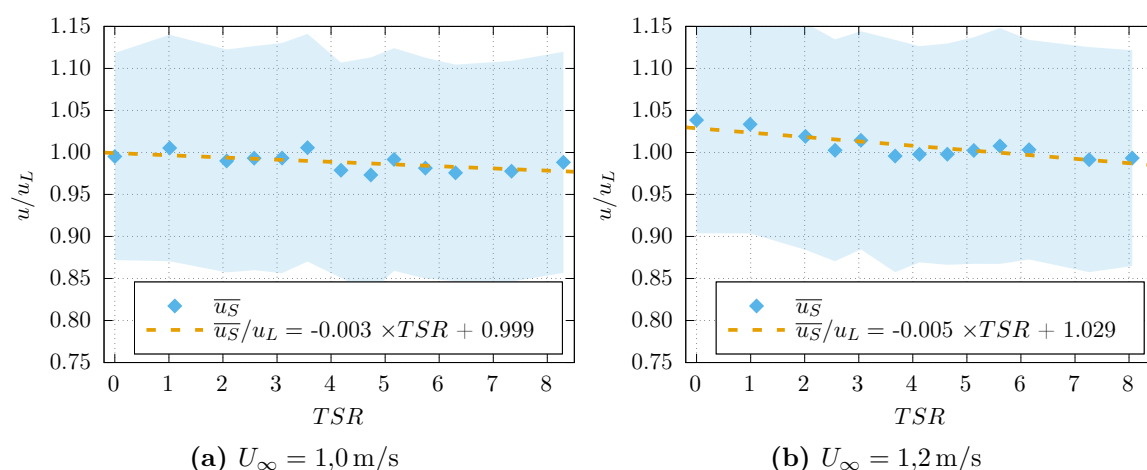 1.15
1.10
1.05
1.00
0.95
0.90
0.85
0.80
0.75
u/u_L
0 1 2 3 4 5 6 7 8
TSR
\overline{u_S}
\overline{u_S}/u_L = -0.003 ×TSR + 0.999
(a) U_∞ = 1,0 m/s
1.15
1.10
1.05
1.00
0.95
0.90
0.85
0.80
0.75
u/u_L
0 1 2 3 4 5 6 7 8
TSR
\overline{u_S}
\overline{u_S}/u_L = -0.005 ×TSR + 1.029
(b) U_∞ = 1,2 m/s